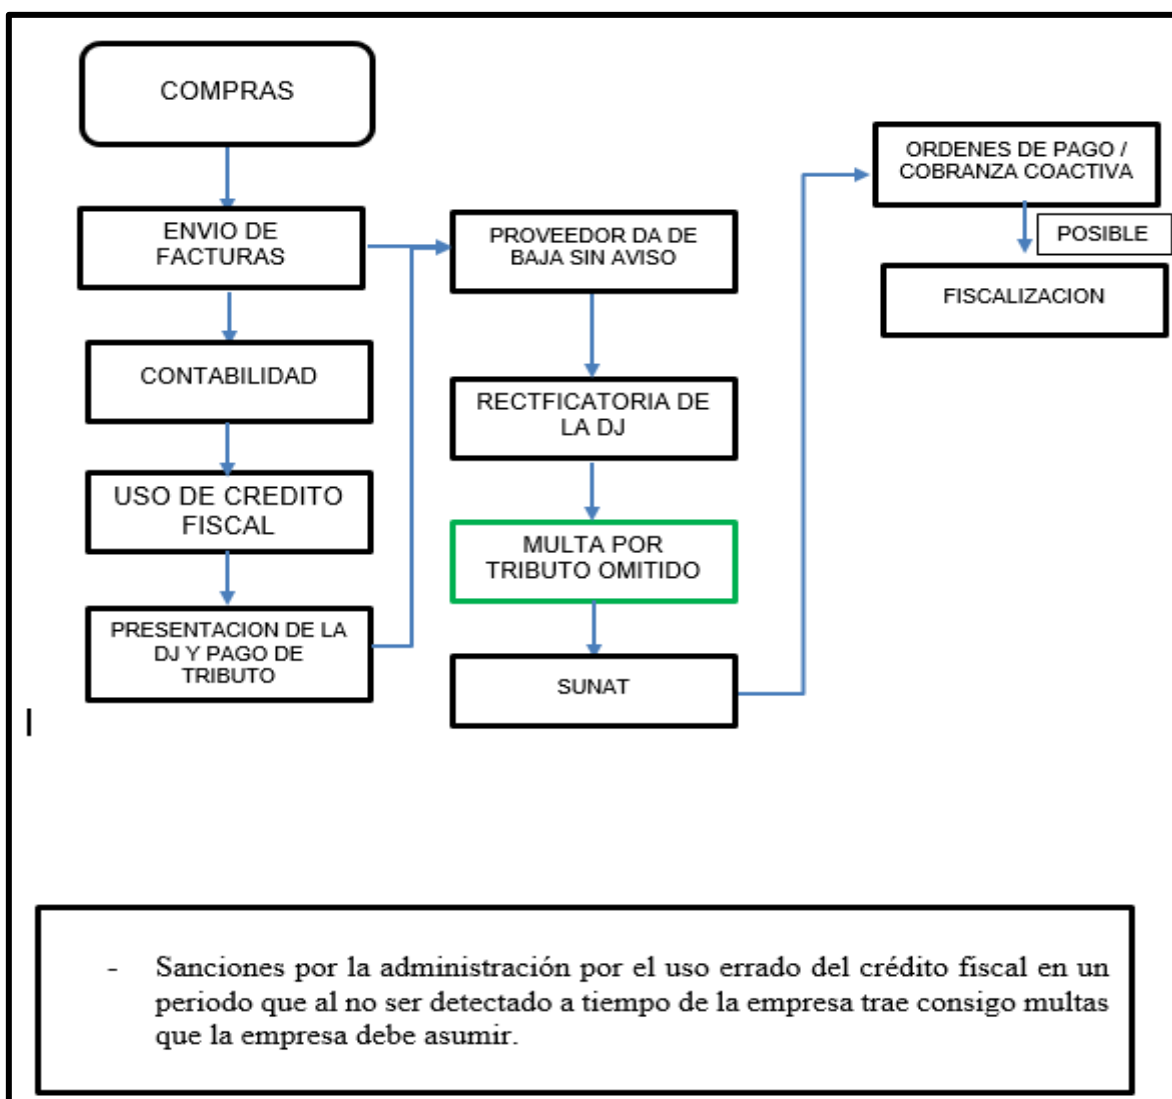 COMPRAS
ENVIO DE
FACTURAS
CONTABILIDAD
USO DE CREDITO
FISCAL
PRESENTACION DE LA
DJ Y PAGO DE
TRIBUTO
PROVEEDOR DA DE
BAJA SIN AVISO
RECTFICATORIA DE
LA DJ
MULTA POR
TRIBUTO OMITIDO
SUNAT
ORDENES DE PAGO /
COBRANZA COACTIVA
POSIBLE
FISCALIZACION
- Sanciones por la administración por el uso errado del crédito fiscal en un
periodo que al no ser detectado a tiempo de la empresa trae consigo multas
que la empresa debe asumir.